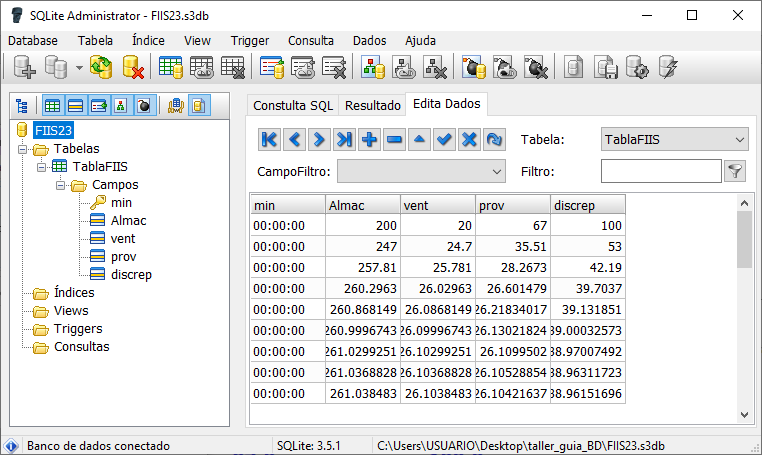 SQLite Administrator - FIIS23.s3db
Database Tabela Índice View Trigger Consulta Dados Ajuda
FIIS23
Tabelas
TablaFIIS
Campos
min
Almac
vent
prov
discrep
Índices
Views
Triggers
Consultas
Constulta SQL Resultado Edita Dados
Tabela: TablaFIIS
CampoFiltro: Filtro:
min Almac vent prov discrep
00:00:00 200 20 67 100
00:00:00 247 24.7 35.51 53
00:00:00 257.81 25.781 28.2673 42.19
00:00:00 260.2963 26.02963 26.601479 39.7037
00:00:00 260.868149 26.0868149 26.21834017 39.131851
00:00:00 260.9996743 26.09996743 26.13021824 39.00032573
00:00:00 261.0299251 26.10299251 26.1099502 38.97007492
00:00:00 261.0368828 26.10368828 26.10528854 38.96311723
00:00:00 261.038483 26.1038483 26.10421637 38.96151696
Banco de dados conectado SQLite: 3.5.1 C:\Users\USUARIO\Desktop\taller_guia_BD\FIIS23.s3db